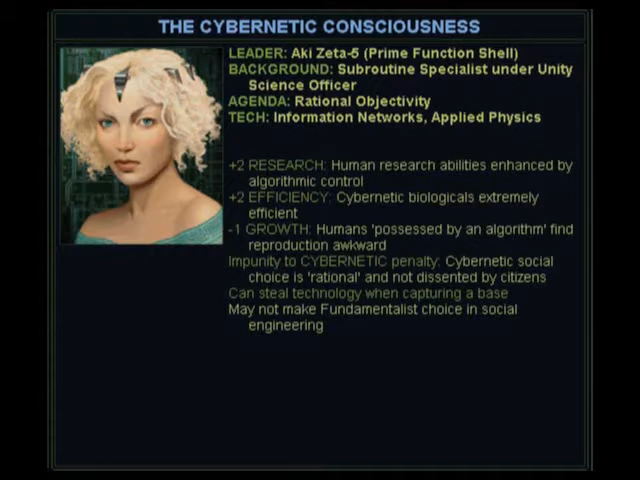 THE CYBERNETIC CONSCIOUSNESS
LEADER: Aki Zeta-5 (Prime Function Shell)
BACKGROUND: Subroutine Specialist under Unity
Science Officer
AGENDA: Rational Objectivity
TECH: Information Networks, Applied Physics
+2 RESEARCH: Human research abilities enhanced by
algorithmic control
+2 EFFICIENCY: Cybernetic biologicals extremely
efficient
-1 GROWTH: Humans 'possessed by an algorithm' find
reproduction awkward
Impunity to CYBERNETIC penalty: Cybernetic social
choice is 'rational' and not dissented by citizens
Can steal technology when capturing a base
May not make Fundamentalist choice in social
engineering